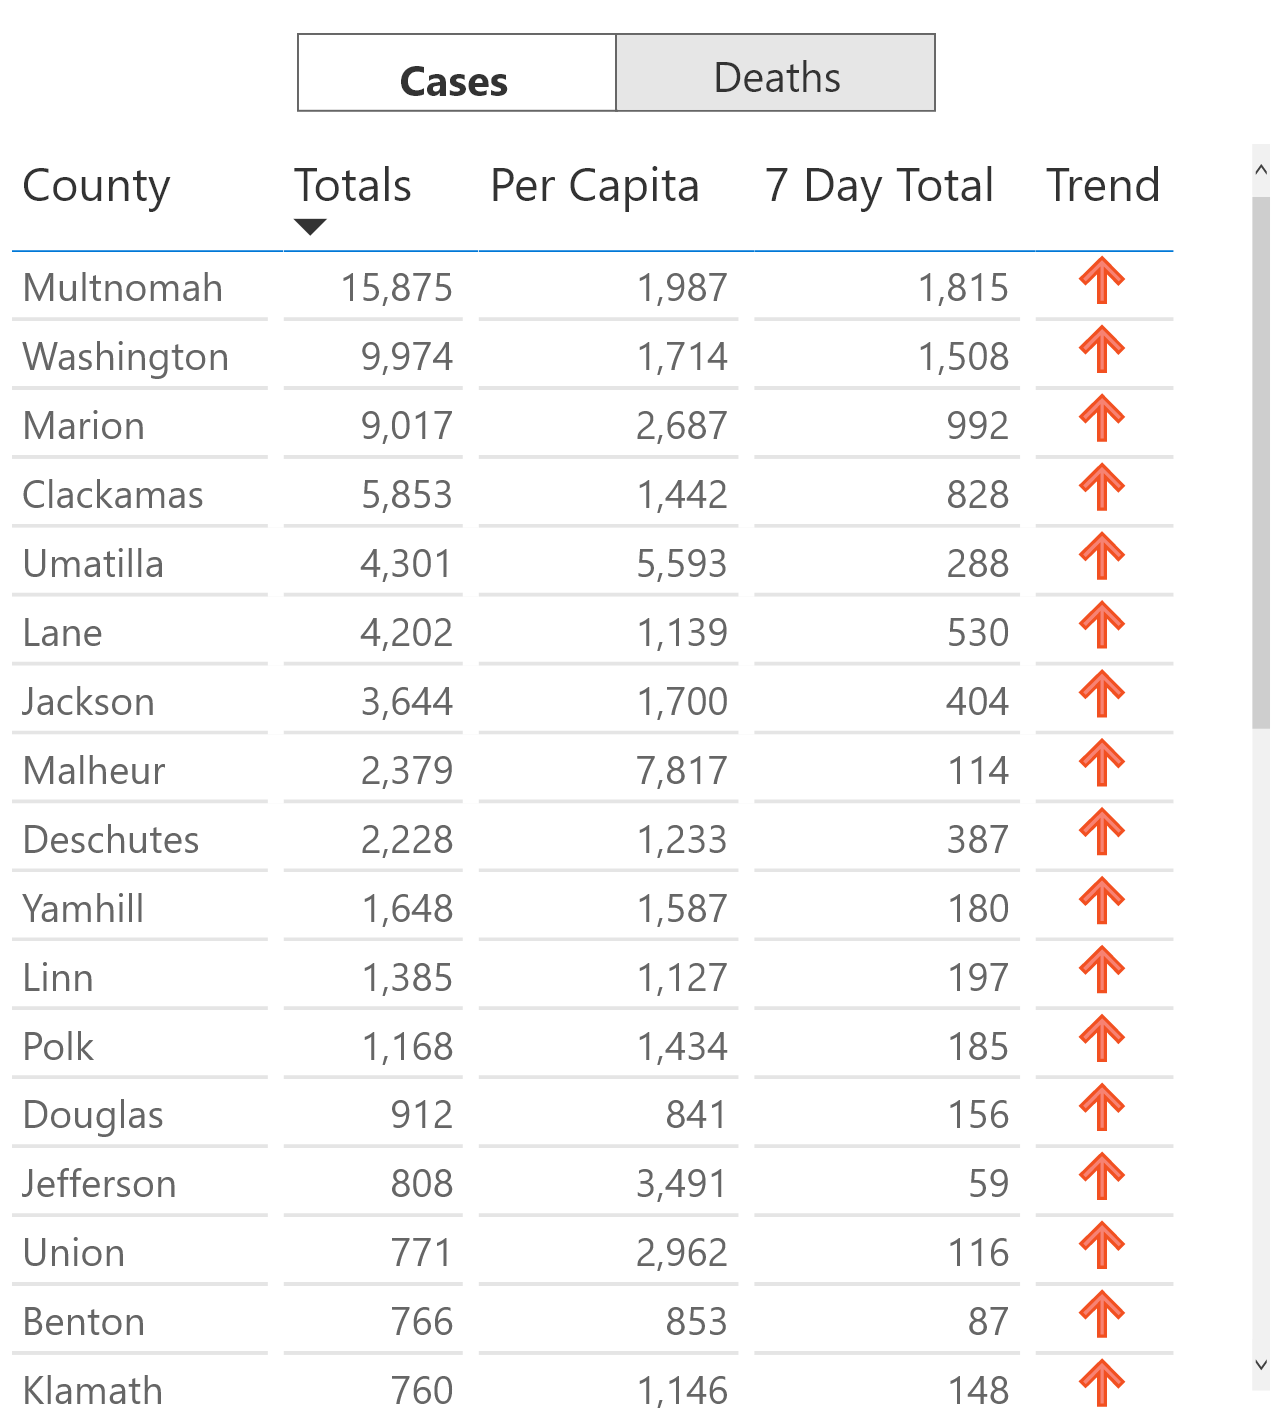 Cases Deaths
County Totals Per Capita 7 Day Total Trend
Multnomah 15,875 1,987 1,815
Washington 9,974 1,714 1,508
Marion 9,017 2,687 992
Clackamas 5,853 1,442 828
Umatilla 4,301 5,593 288
Lane 4,202 1,139 530
Jackson 3,644 1,700 404
Malheur 2,379 7,817 114
Deschutes 2,228 1,233 387
Yamhill 1,648 1,587 180
Linn 1,385 1,127 197
Polk 1,168 1,434 185
Douglas 912 841 156
Jefferson 808 3,491 59
Union 771 2,962 116
Benton 766 853 87
Klamath 760 1,146 148